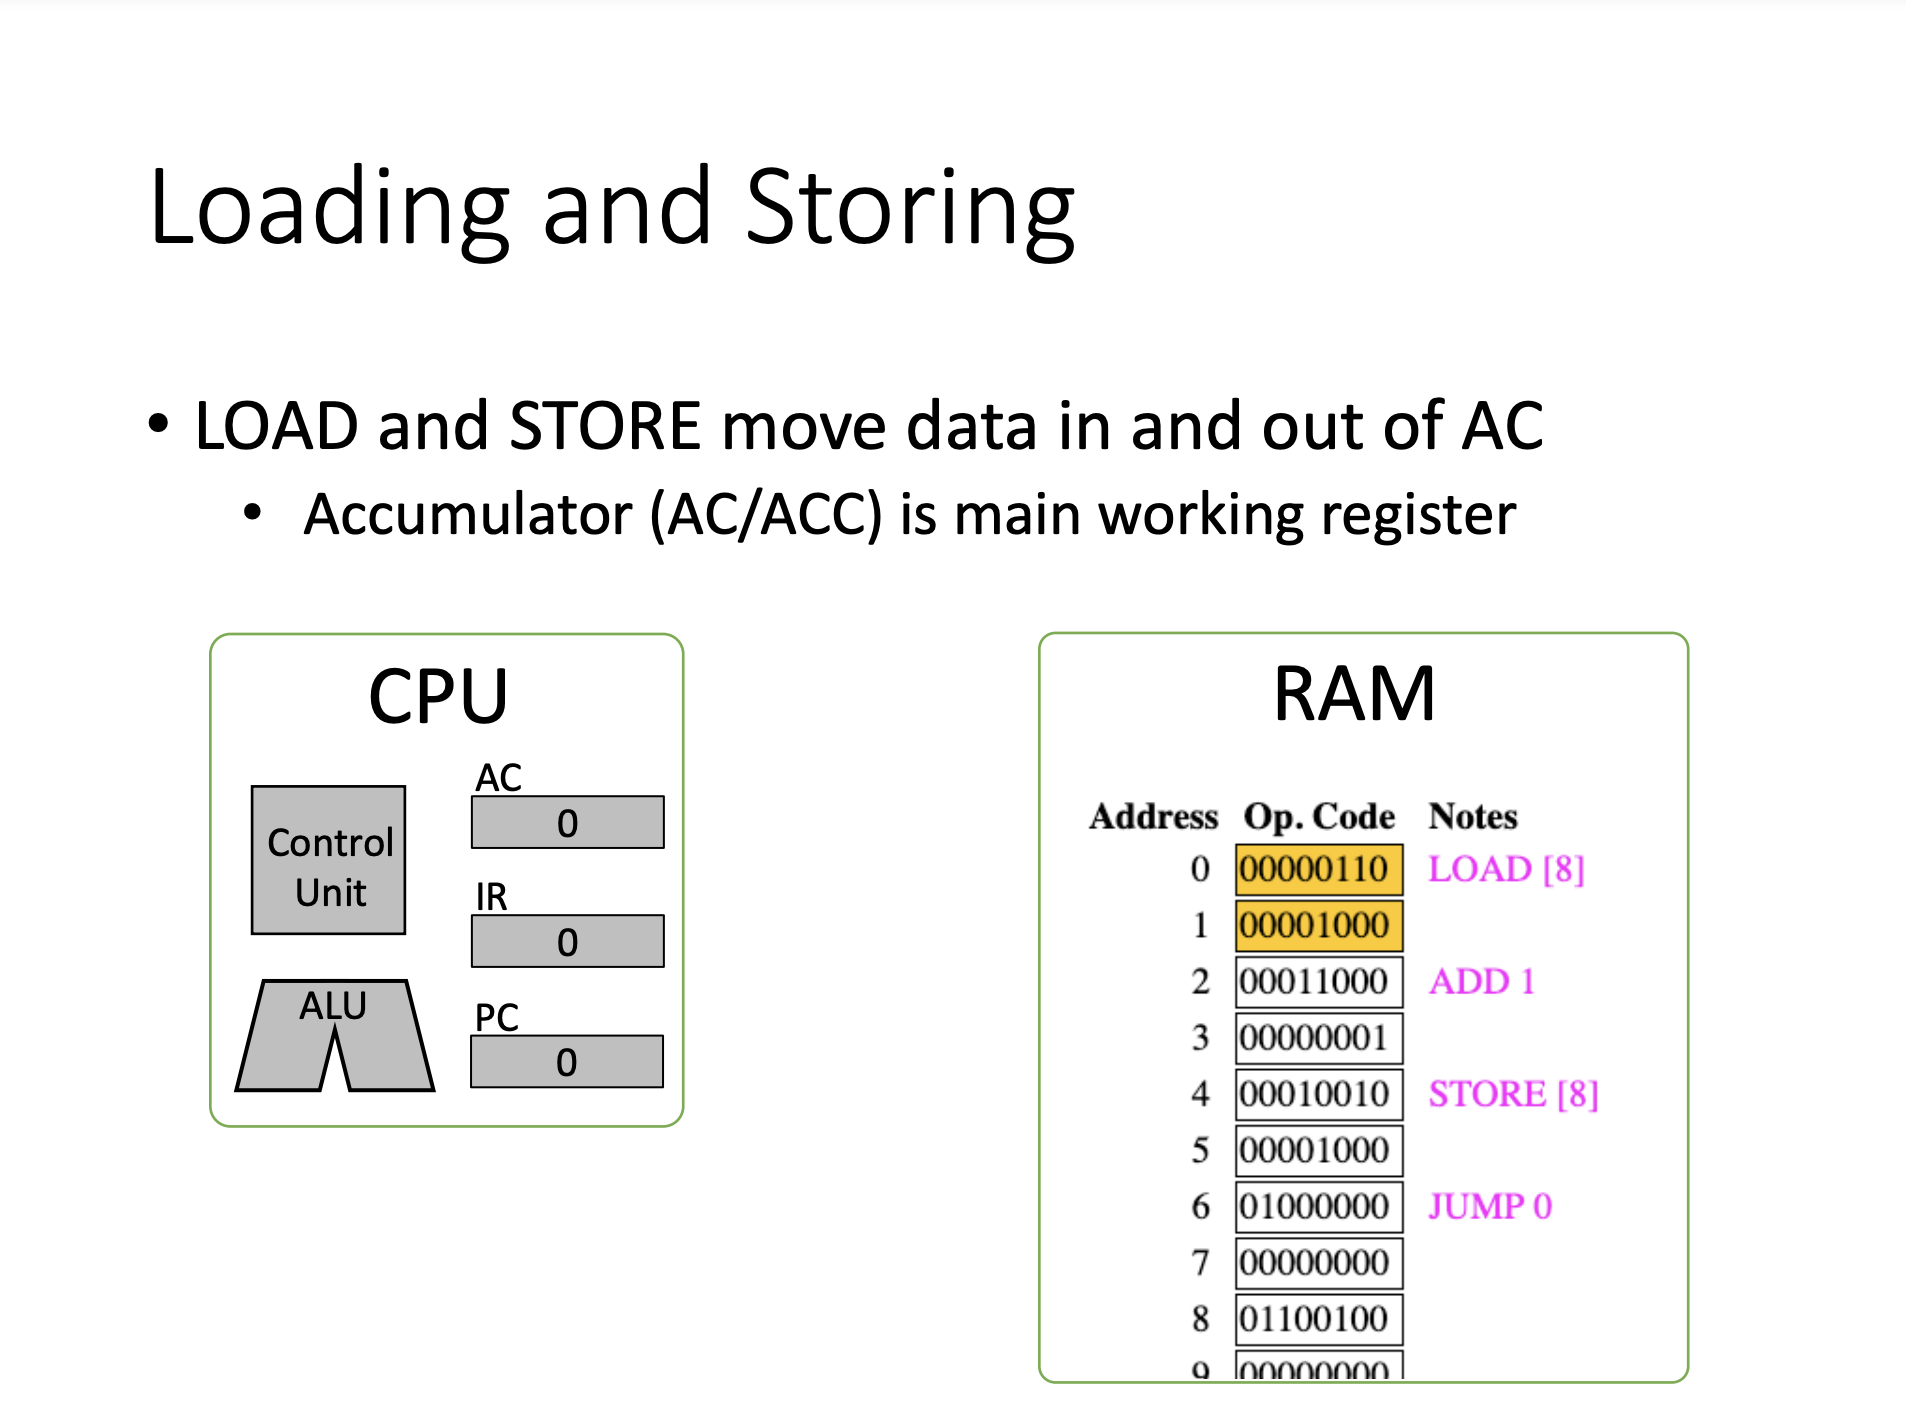 Loading and Storing
• LOAD and STORE move data in and out of AC
• Accumulator (AC/ACC) is main working register
CPU
Control
Unit
ALU
AC
0
IR
0
PC
0
RAM
Address Op. Code Notes
0 00000110 LOAD [8]
1 00001000
2 00011000 ADD 1
3 00000001
4 00010010 STORE [8]
5 00001000
6 01000000 JUMP 0
7 00000000
8 01100100
9 00000000